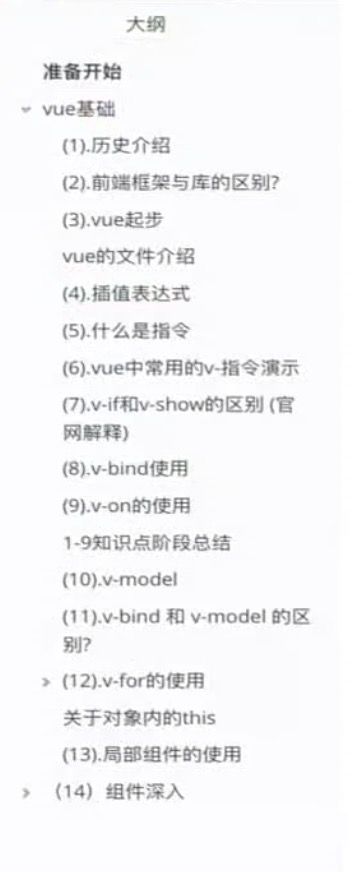 大纲
准备开始
vue基础
(1).历史介绍
(2).前端框架与库的区别?
(3).vue起步
vue的文件介绍
(4).插值表达式
(5).什么是指令
(6).vue中常用的v-指令演示
(7).v-if和v-show的区别 (官
网解释)
(8).v-bind使用
(9).v-on的使用
1-9知识点阶段总结
(10).v-model
(11).v-bind 和 v-model 的区
别?
(12).v-for的使用
关于对象内的this
(13).局部组件的使用
（14）组件深入